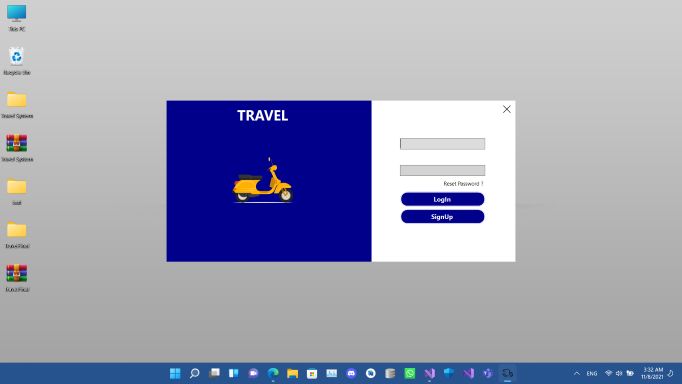 This PC
Recycle Bin
Travel System
Travel System
Travel Final
Travel Final
TRAVEL
Reset Password ?
LogIn
SignUp
ENG
3:32 AM
11/8/2021